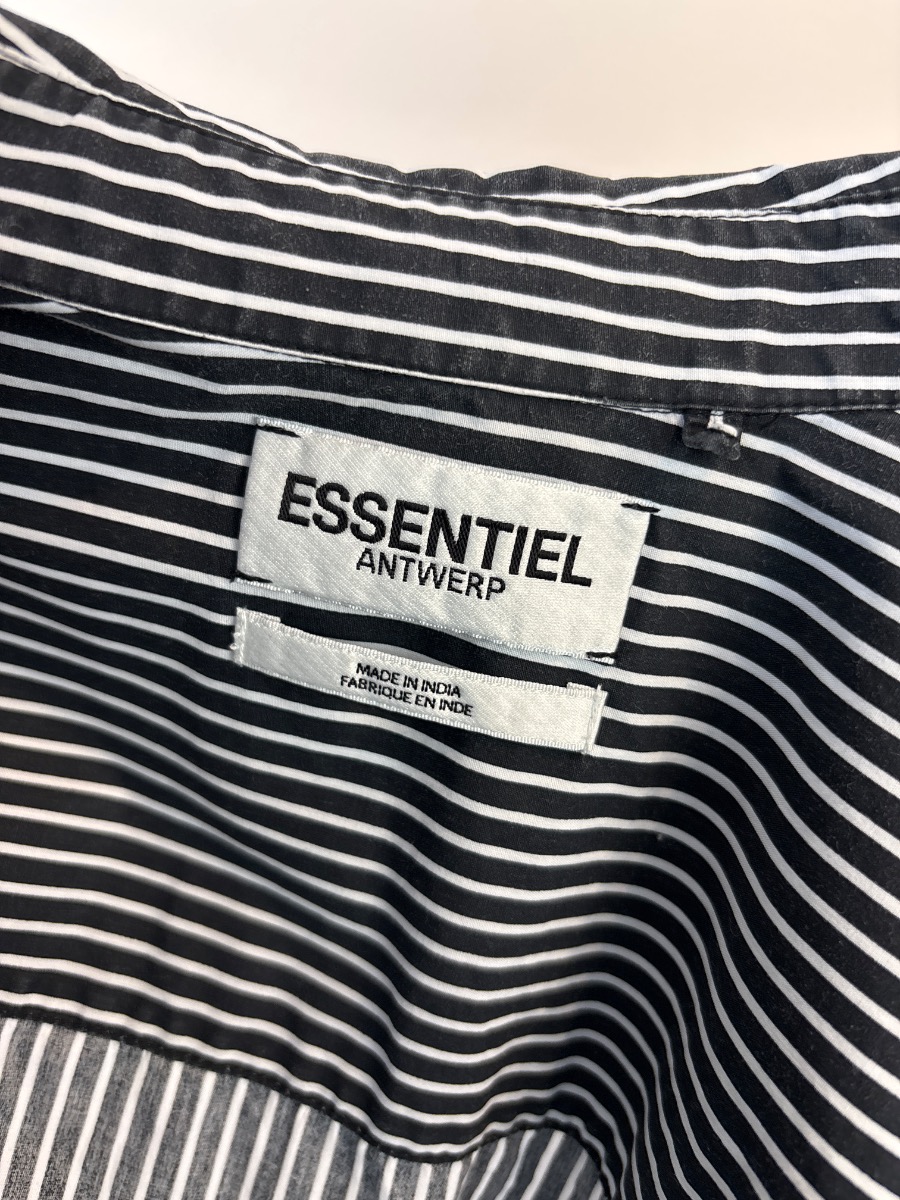 ESSENTIEL
ANTWERP
MADE IN INDIA
FABRIQUE EN INDE